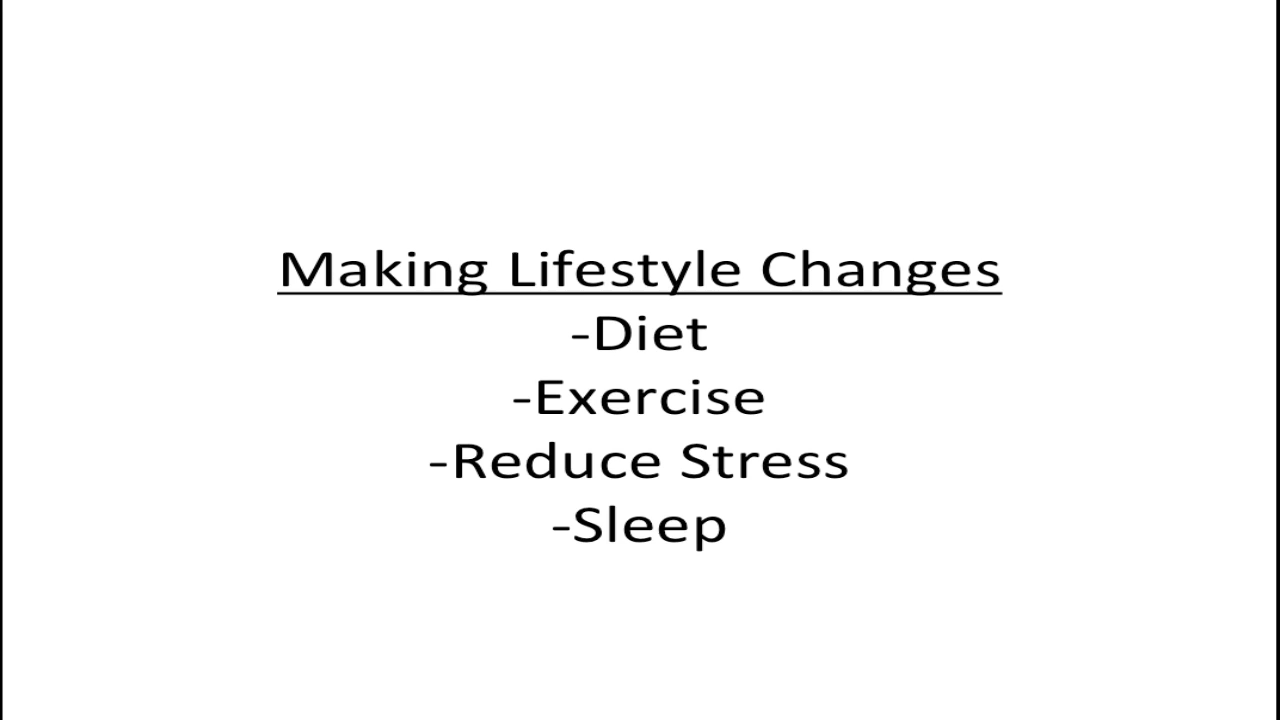 Making Lifestyle Changes
-Diet
-Exercise
-Reduce Stress
-Sleep